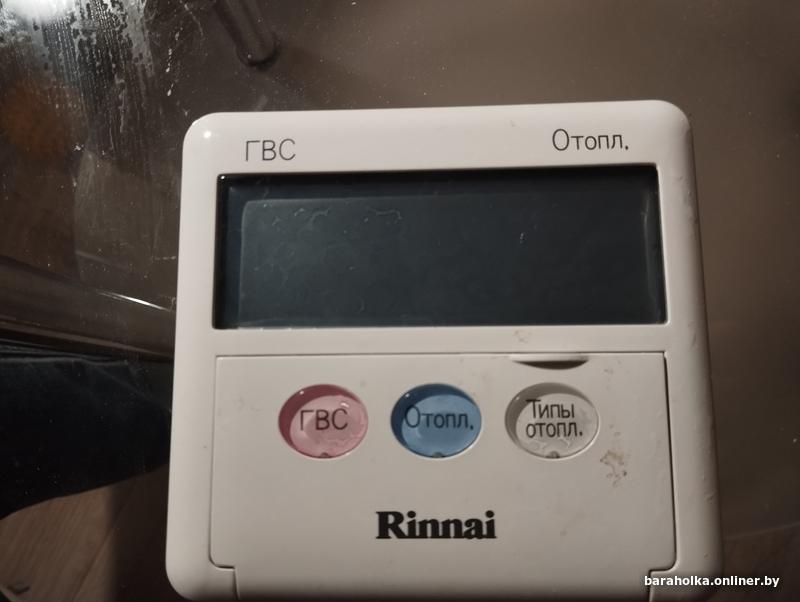 ГВС Отопл.
ГВС Отопл. Типы
отопл.
Rinnai
baraholka.onliner.by